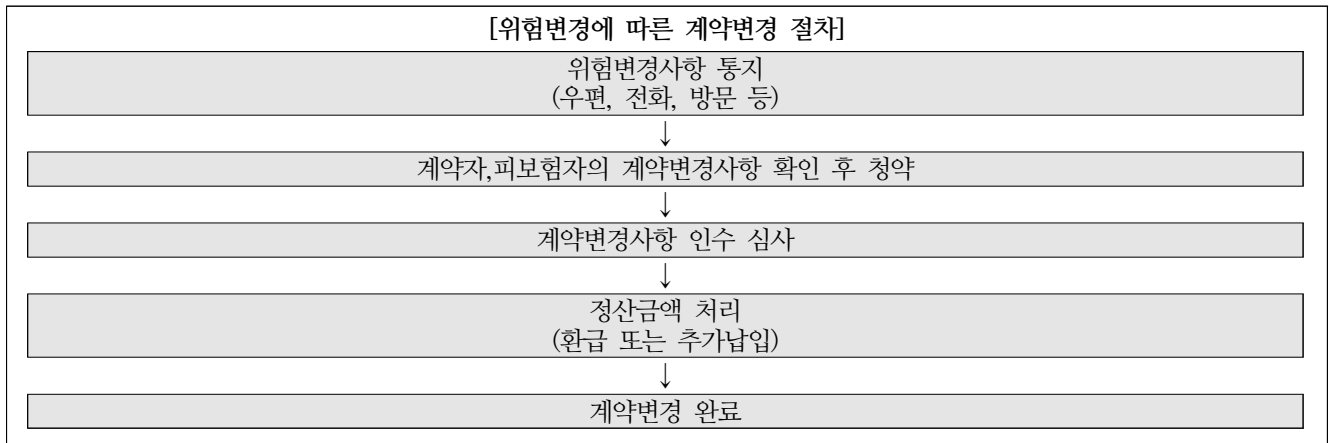 [위험변경에 따른 계약변경 절차]
위험변경사항 통지
(우편, 전화, 방문 등)
↓
계약자,피보험자의 계약변경사항 확인 후 청약
↓
계약변경사항 인수 심사
↓
정산금액 처리
(환급 또는 추가납입)
↓
계약변경 완료